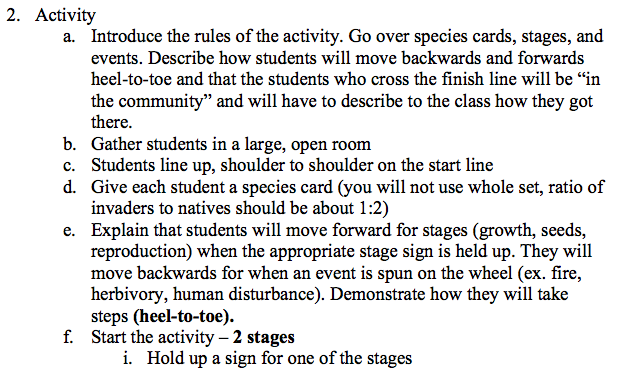 2. Activity
a. Introduce the rules of the activity. Go over species cards, stages, and
events. Describe how students will move backwards and forwards
heel-to-toe and that the students who cross the finish line will be “in
the community” and will have to describe to the class how they got
there.
b. Gather students in a large, open room
c. Students line up, shoulder to shoulder on the start line
d. Give each student a species card (you will not use whole set, ratio of
invaders to natives should be about 1:2)
e. Explain that students will move forward for stages (growth, seeds,
reproduction) when the appropriate stage sign is held up. They will
move backwards for when an event is spun on the wheel (ex. fire,
herbivory, human disturbance). Demonstrate how they will take
steps (heel-to-toe).
f. Start the activity – 2 stages
i. Hold up a sign for one of the stages